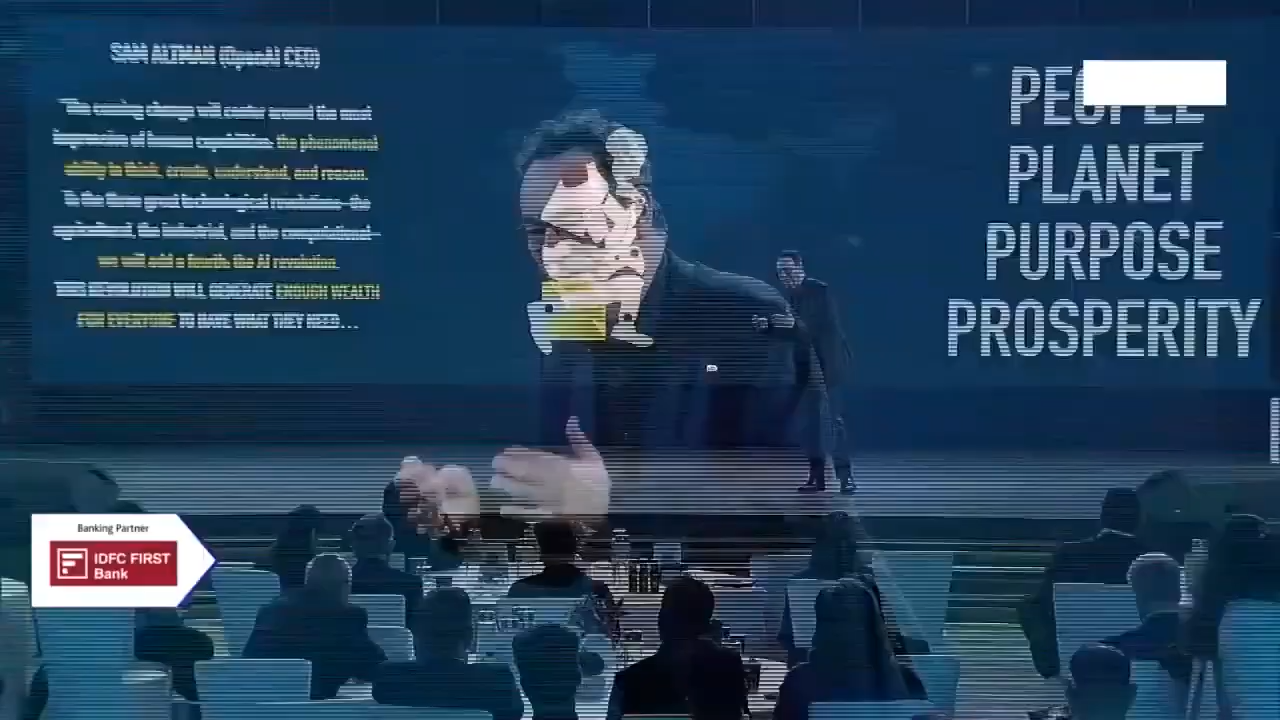 SAM ALTMAN (OpenAI CEO)
The coming change will center around the most
impressive of human capabilities: the phenomenal
ability to think, create, understand, and reason.
To the three great technological revolutions–the
agricultural, the industrial, and the computational–
we will add a fourth: the AI revolution.
THIS REVOLUTION WILL GENERATE ENOUGH WEALTH
FOR EVERYONE TO HAVE WHAT THEY NEED...
PEOPLE
PLANET
PURPOSE
PROSPERITY
Banking Partner
IDFC FIRST
Bank